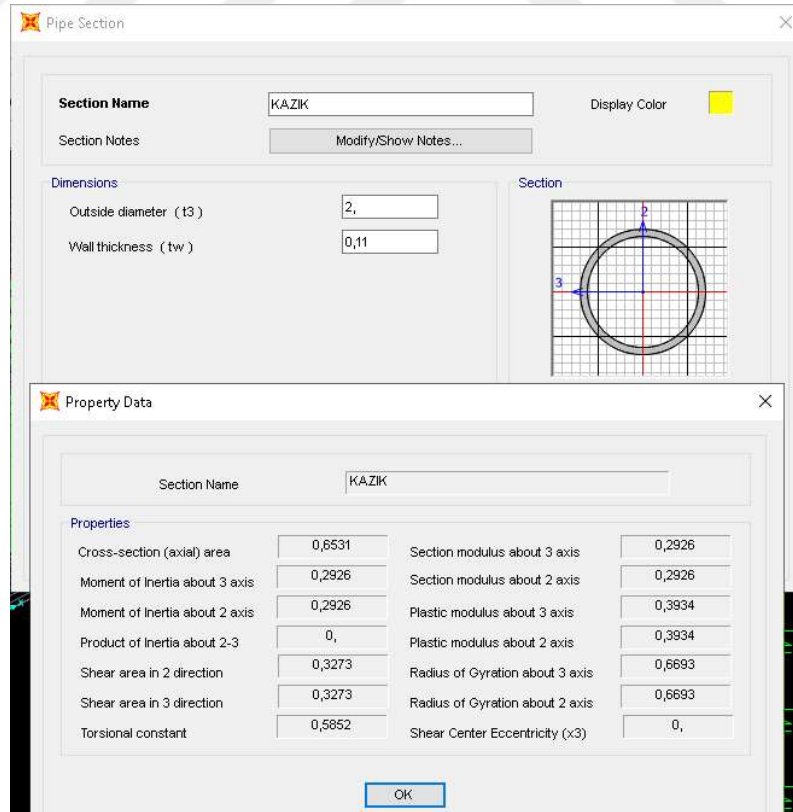 Pipe Section
Section Name KAZIK Display Color
Section Notes Modify/Show Notes...
Dimensions Section
Outside diameter ( t3 ) 2,
Wall thickness ( tw ) 0,11
2
3
Property Data
Section Name KAZIK
Properties
Cross-section (axial) area 0,6531 Section modulus about 3 axis 0,2926
Moment of Inertia about 3 axis 0,2926 Section modulus about 2 axis 0,2926
Moment of Inertia about 2 axis 0,2926 Plastic modulus about 3 axis 0,3934
Product of Inertia about 2-3 0, Plastic modulus about 2 axis 0,3934
Shear area in 2 direction 0,3273 Radius of Gyration about 3 axis 0,6693
Shear area in 3 direction 0,3273 Radius of Gyration about 2 axis 0,6693
Torsional constant 0,5852 Shear Center Eccentricity (x3) 0,
OK